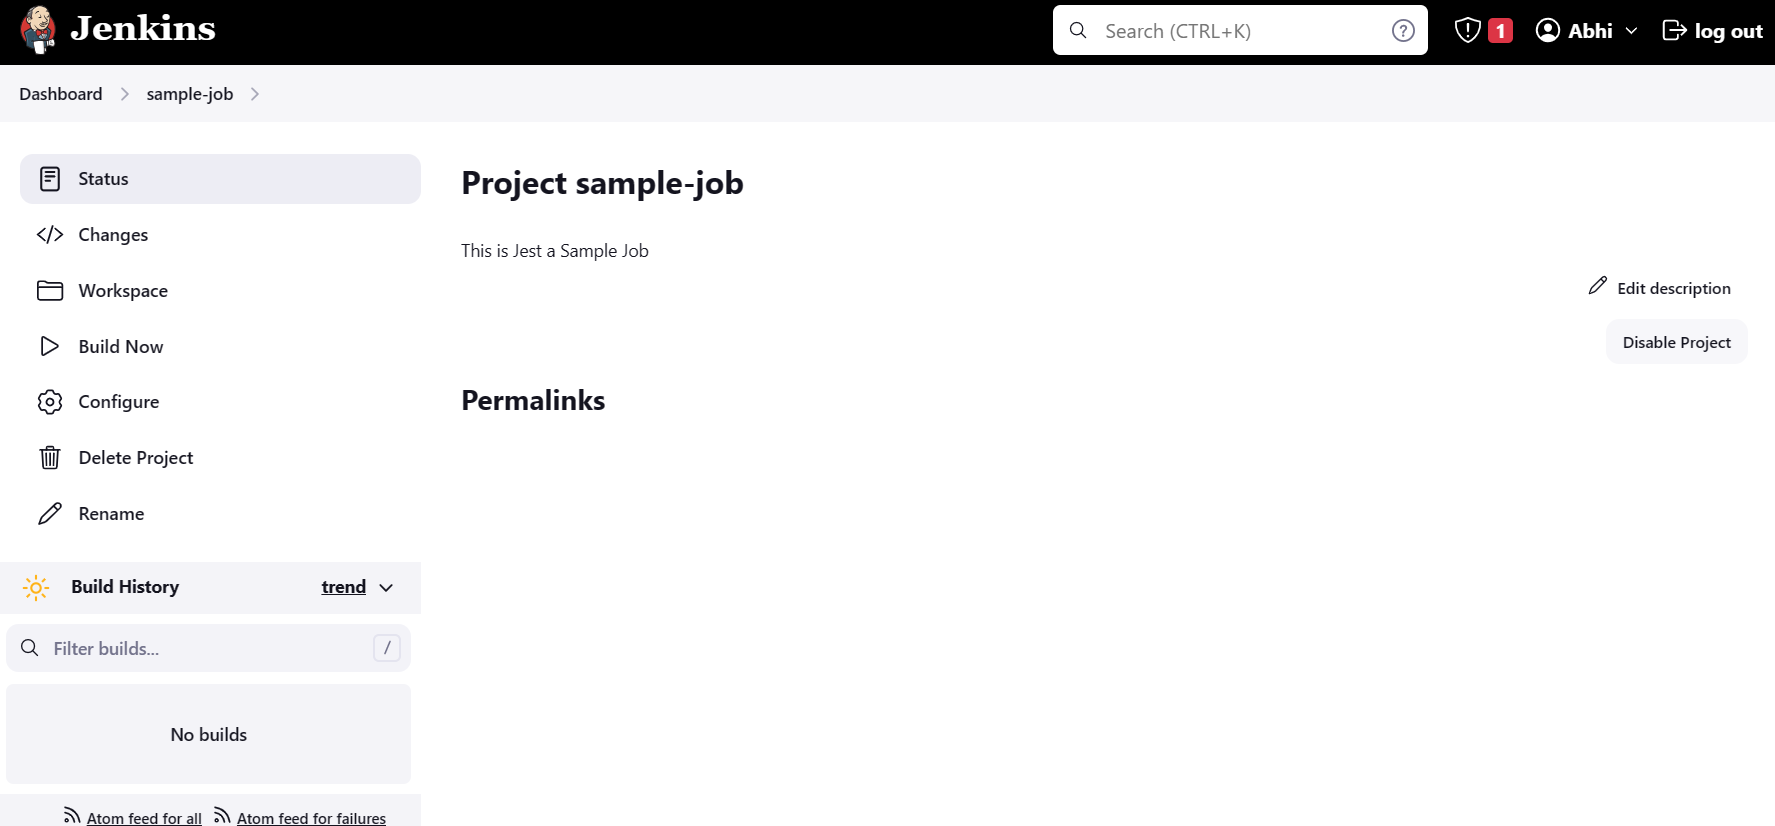 Jenkins
Search (CTRL+K)
?
1
Abhi
log out
Dashboard
sample-job
Status
Changes
Workspace
Build Now
Configure
Delete Project
Rename
Build History
trend
Filter builds...
/
No builds
Atom feed for all
Atom feed for failures
Project sample-job
This is Jest a Sample Job
Edit description
Disable Project
Permalinks